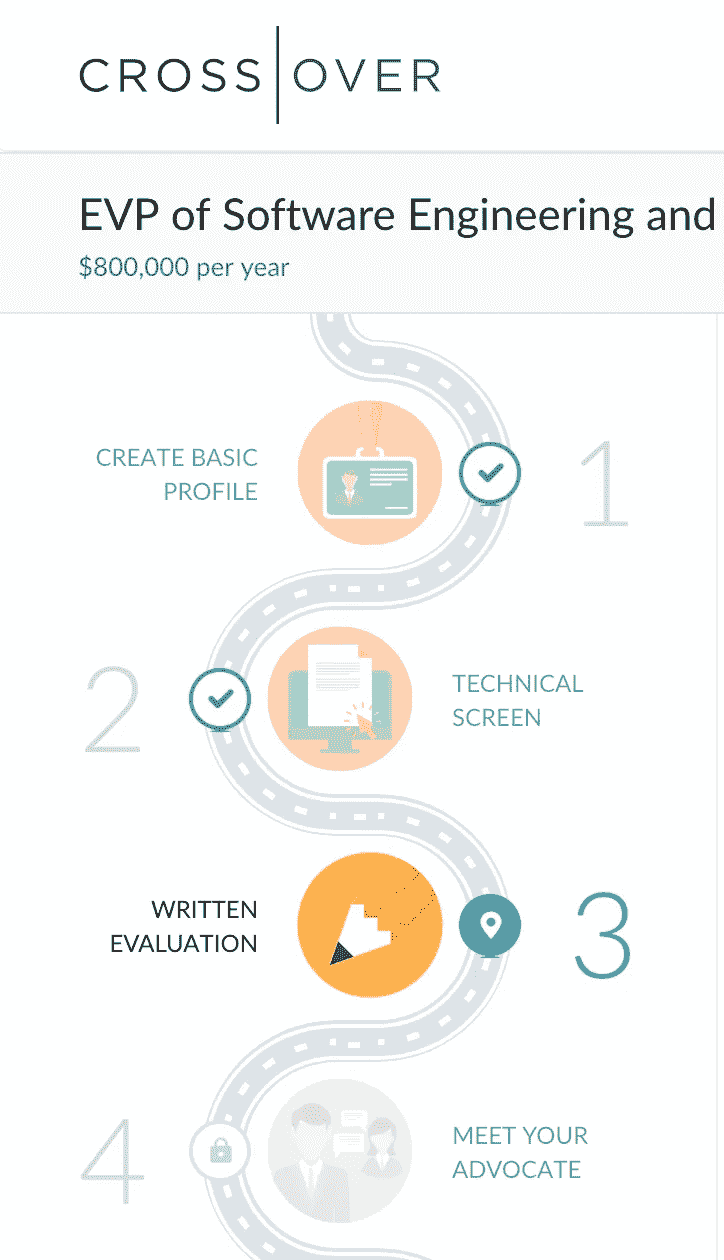 CROSS OVER
EVP of Software Engineering and
$800,000 per year
CREATE BASIC
PROFILE
1
2
TECHNICAL
SCREEN
WRITTEN
EVALUATION
3
4
MEET YOUR
ADVOCATE